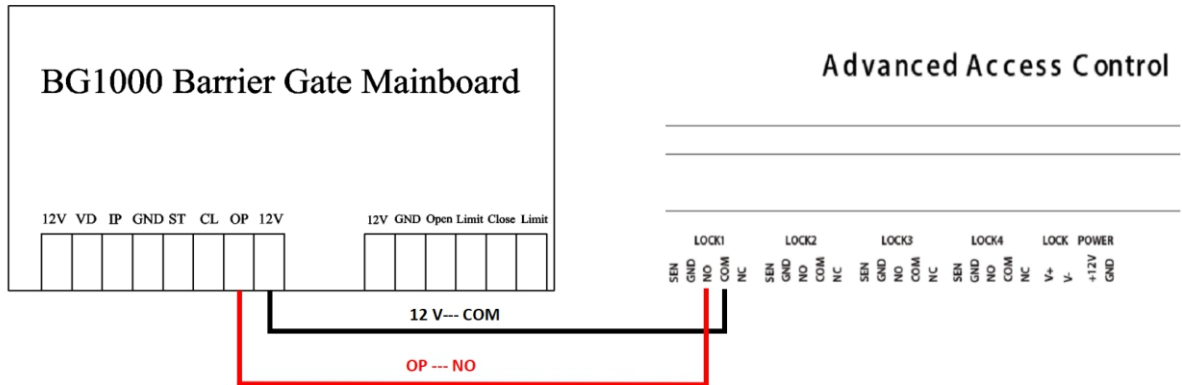 BG1000 Barrier Gate Mainboard
Advanced Access Control
12V VD IP GND ST CL OP 12V
12V GND Open Limit Close Limit
LOCK1 LOCK2 LOCK3 LOCK4 LOCK POWER
SEN GND NO COM NC SEN GND NO COM NC SEN GND NO COM NC SEN GND NO COM NC V+ V- +12V GND
12 V--- COM
OP --- NO